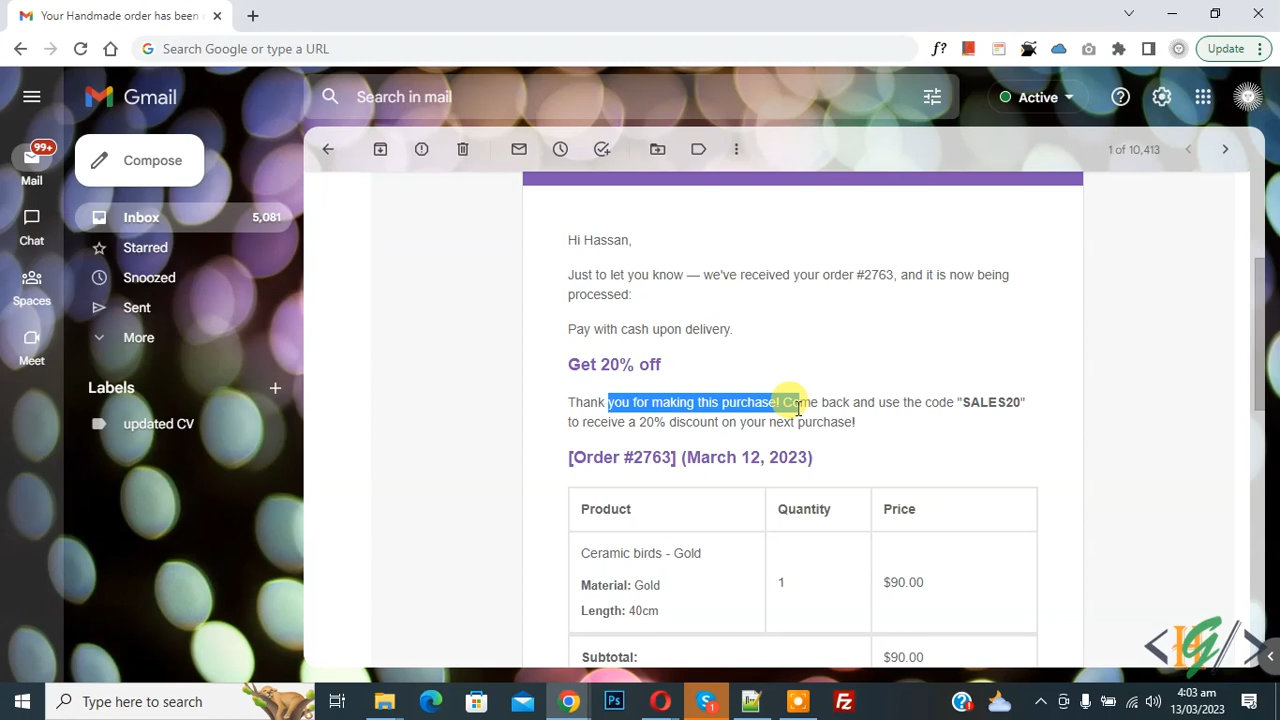 Your Handmade order has been
Search Google or type a URL
f?
Update
Gmail
Search in mail
Active
99+
Mail
Compose
1 of 10,413
Chat
Inbox 5,081
Starred
Spaces
Snoozed
Sent
Meet
More
Labels
updated CV
Hi Hassan,
Just to let you know — we've received your order #2763, and it is now being
processed:
Pay with cash upon delivery.
Get 20% off
Thank you for making this purchase! Come back and use the code "SALES20"
to receive a 20% discount on your next purchase!
[Order #2763] (March 12, 2023)
Product Quantity Price
Ceramic birds - Gold
Material: Gold
Length: 40cm
1
$90.00
Subtotal: $90.00
Type here to search
Ps
4:03 am
13/03/2023